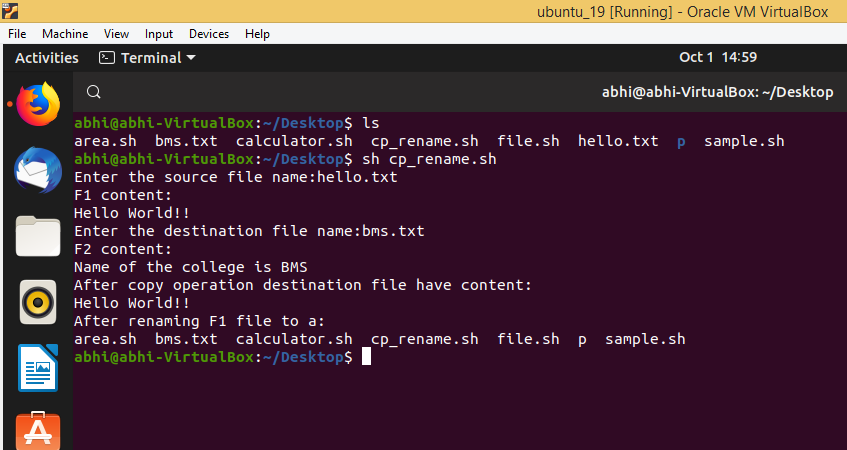 ubuntu_19 [Running] - Oracle VM VirtualBox
File Machine View Input Devices Help
Activities Terminal Oct 1 14:59
abhi@abhi-VirtualBox: ~/Desktop
abhi@abhi-VirtualBox:~/Desktop$ ls
area.sh bms.txt calculator.sh cp_rename.sh file.sh hello.txt p sample.sh
abhi@abhi-VirtualBox:~/Desktop$ sh cp_rename.sh
Enter the source file name:hello.txt
F1 content:
Hello World!!
Enter the destination file name:bms.txt
F2 content:
Name of the college is BMS
After copy operation destination file have content:
Hello World!!
After renaming F1 file to a:
area.sh bms.txt calculator.sh cp_rename.sh file.sh p sample.sh
abhi@abhi-VirtualBox:~/Desktop$